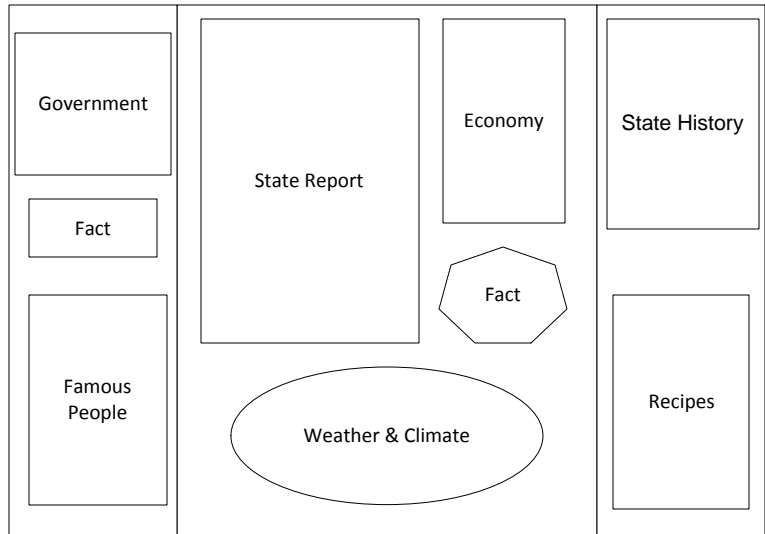 Government
Fact
Famous
People
State Report
Economy
Fact
Weather & Climate
State History
Recipes